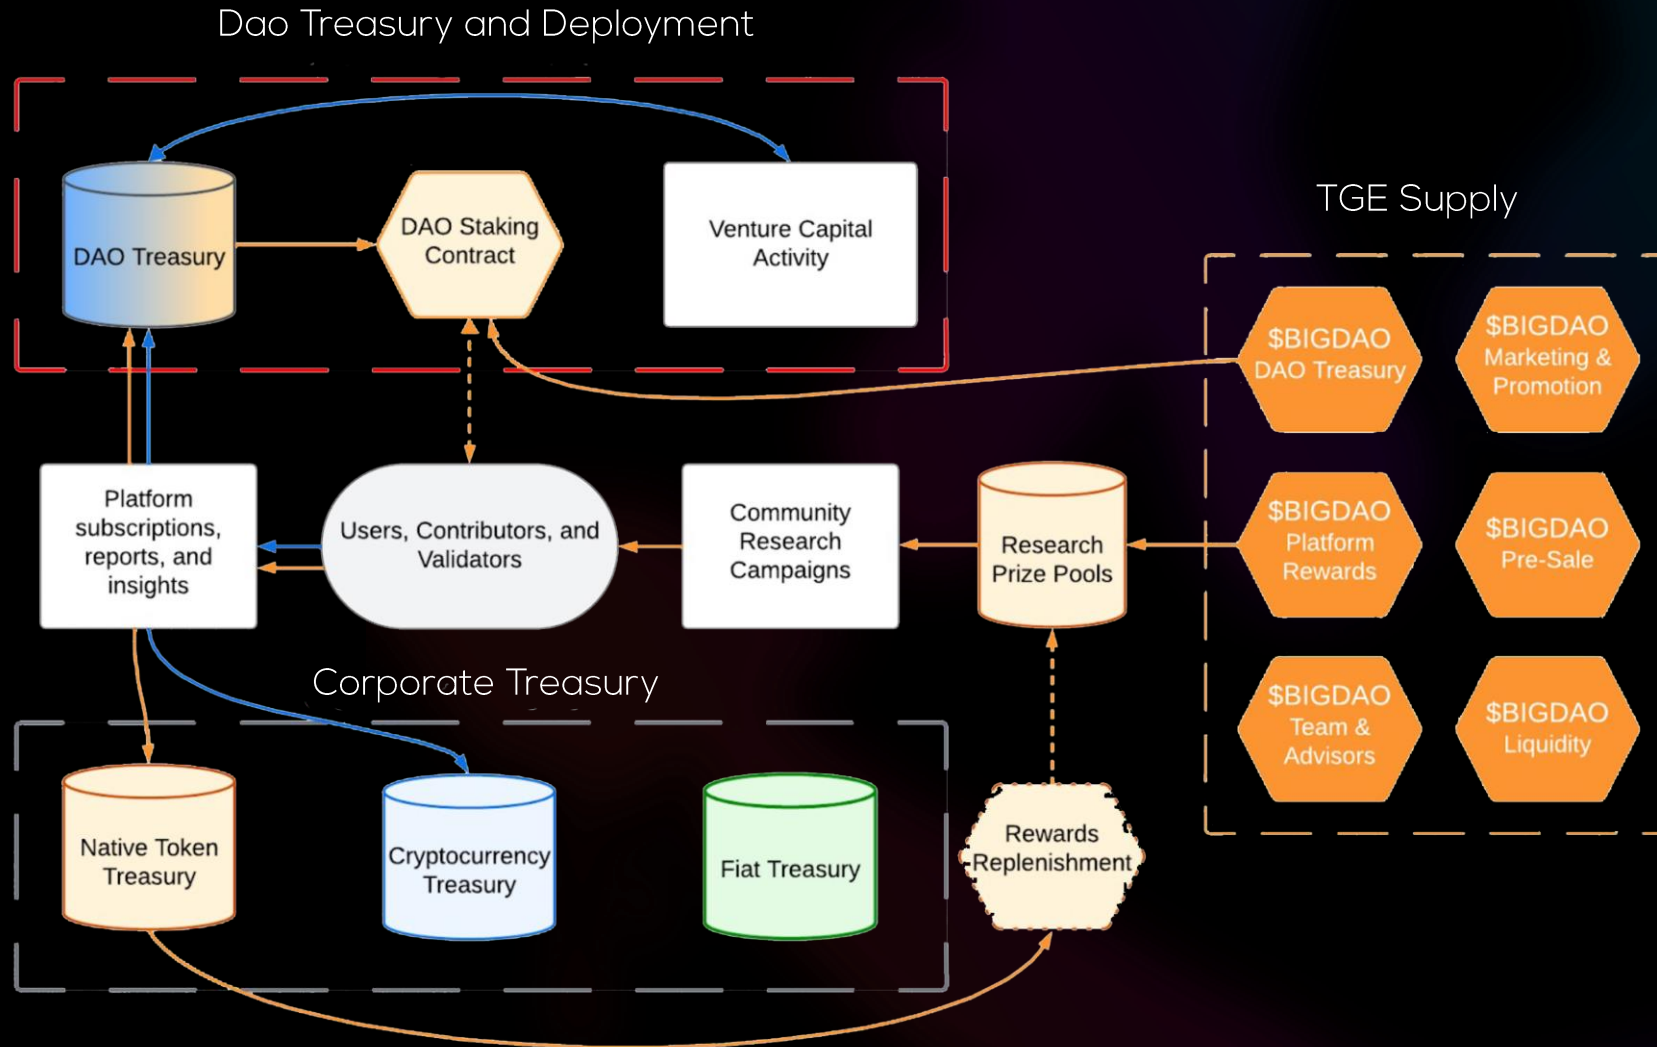 Dao Treasury and Deployment
DAO Treasury
DAO Staking
Contract
Venture Capital
Activity
TGE Supply
$BIGDAO
DAO Treasury
$BIGDAO
Marketing &
Promotion
Platform
subscriptions,
reports, and
insights
Users, Contributors, and
Validators
Community
Research
Campaigns
Research
Prize Pools
$BIGDAO
Platform
Rewards
$BIGDAO
Pre-Sale
Corporate Treasury
$BIGDAO
Team &
Advisors
$BIGDAO
Liquidity
Native Token
Treasury
Cryptocurrency
Treasury
Fiat Treasury
Rewards
Replenishment